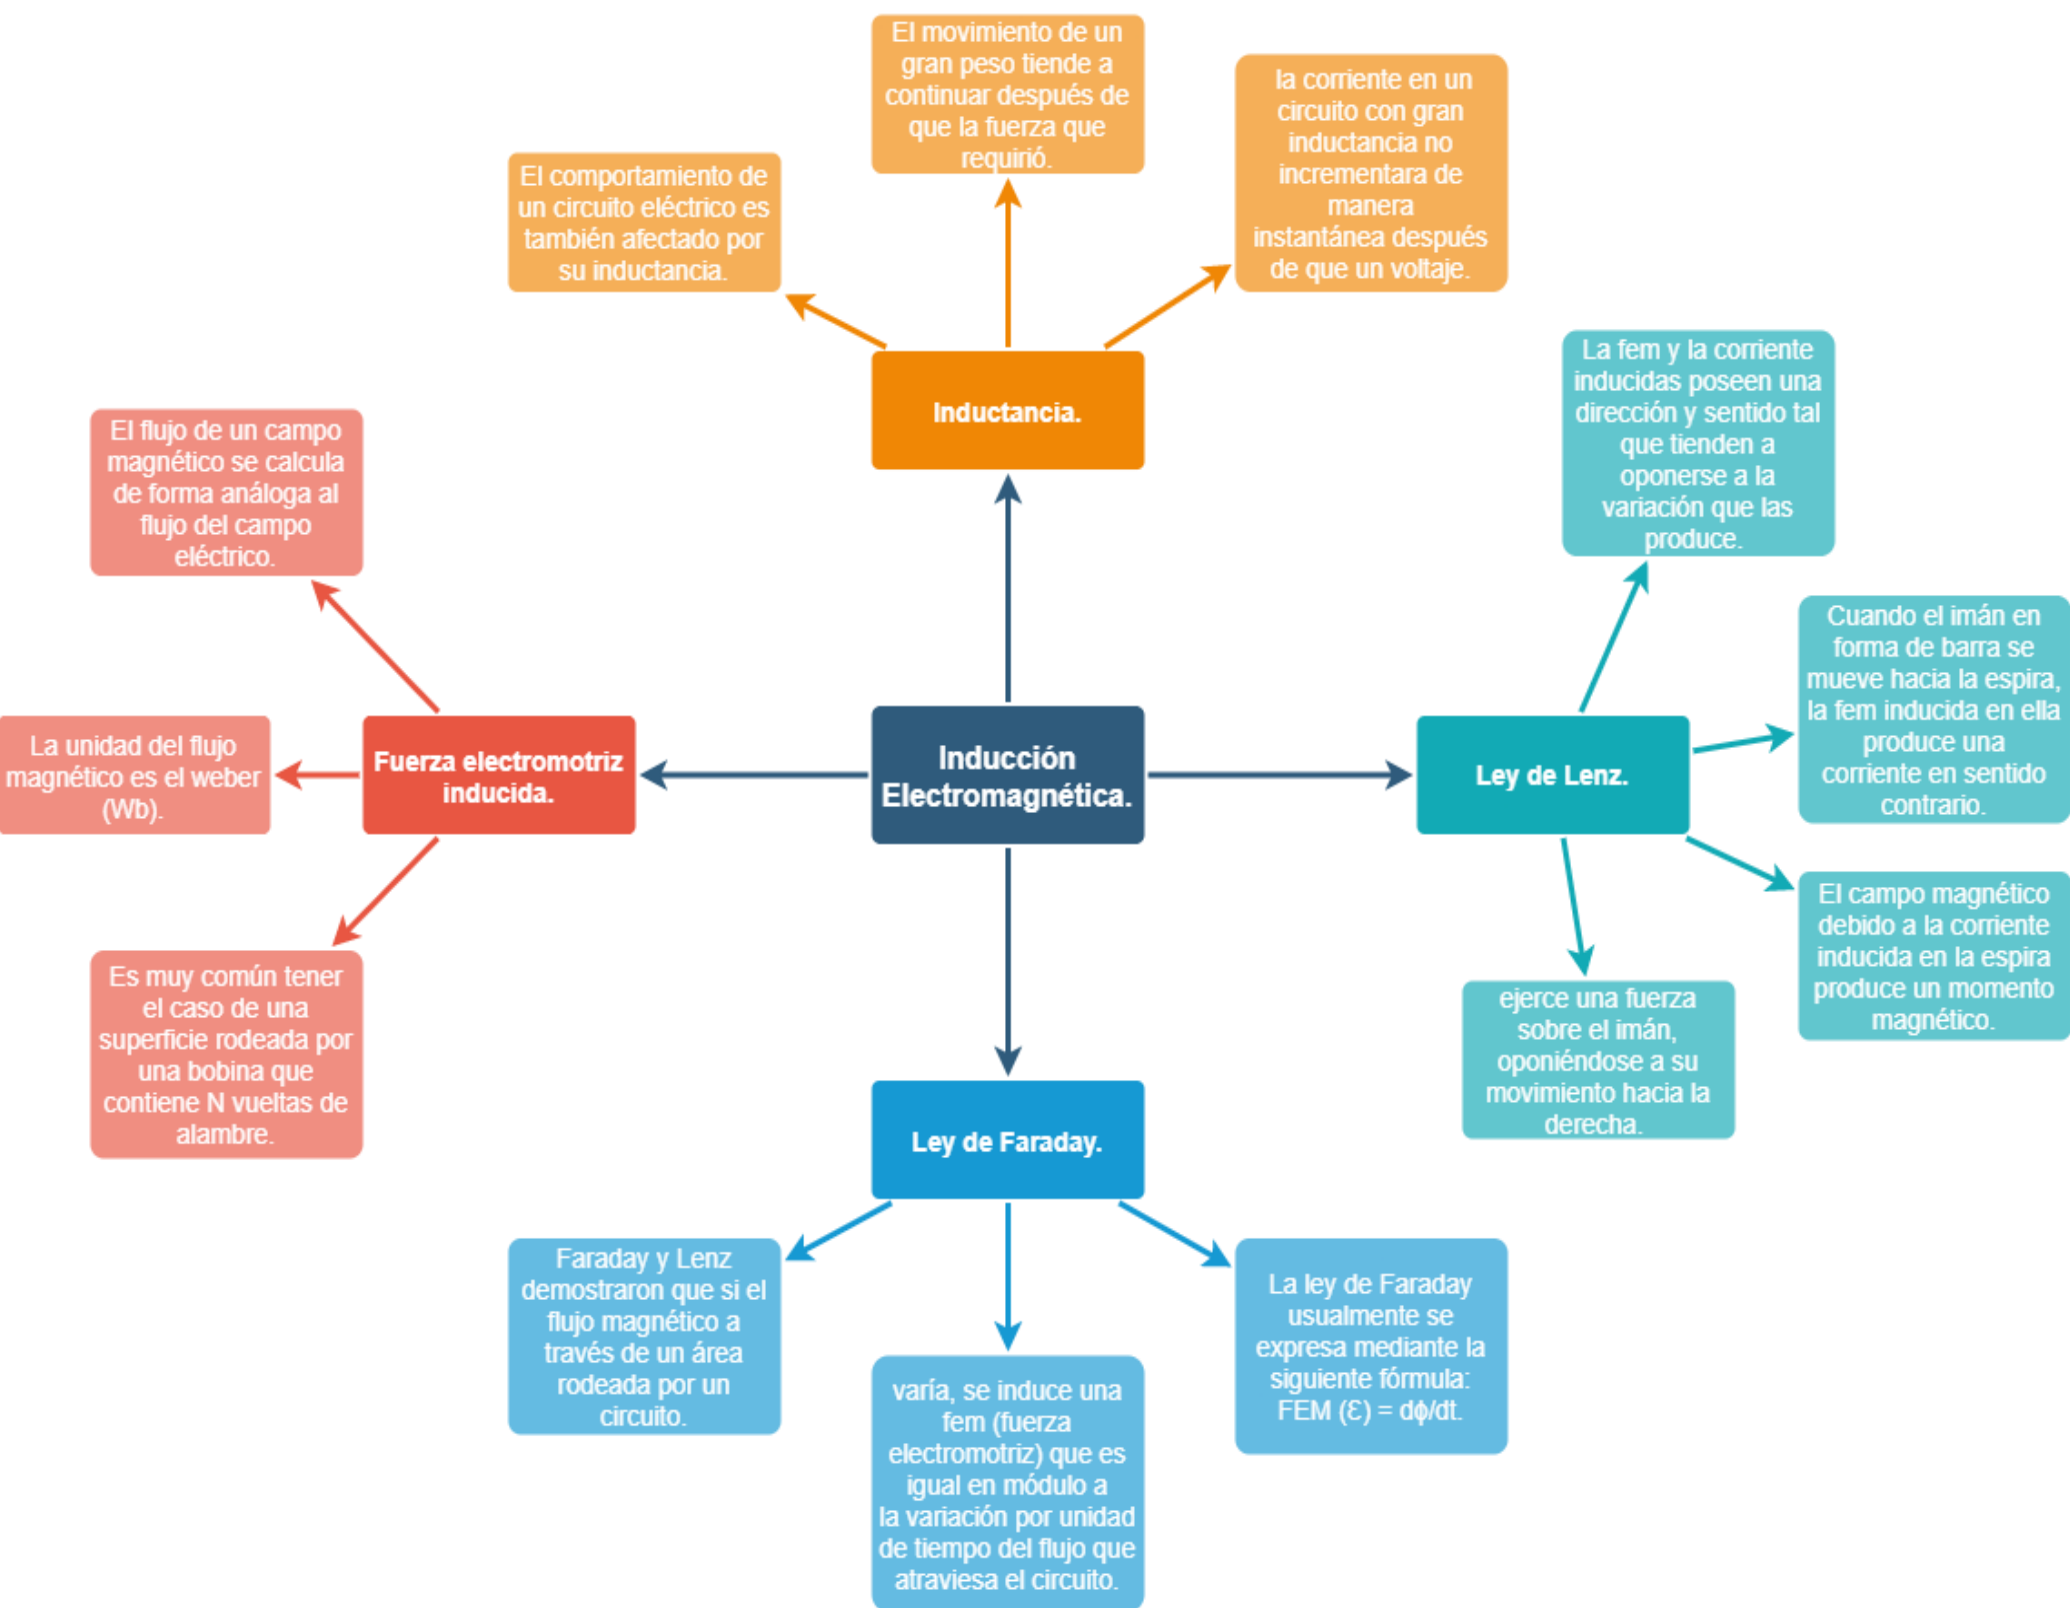 El movimiento de un
gran peso tiende a
continuar después de
que la fuerza que
requirió.
la corriente en un
circuito con gran
inductancia no
incrementara de
manera
instantánea después
de que un voltaje.
El comportamiento de
un circuito eléctrico es
también afectado por
su inductancia.
Inductancia.
La fem y la corriente
inducidas poseen una
dirección y sentido tal
que tienden a
oponerse a la
variación que las
produce.
El flujo de un campo
magnético se calcula
de forma análoga al
flujo del campo
eléctrico.
Cuando el imán en
forma de barra se
mueve hacia la espira,
la fem inducida en ella
produce una
corriente en sentido
contrario.
La unidad del flujo
magnético es el weber
(Wb).
Fuerza electromotriz
inducida.
Inducción
Electromagnética.
Ley de Lenz.
El campo magnético
debido a la corriente
inducida en la espira
produce un momento
magnético.
Es muy común tener
el caso de una
superficie rodeada por
una bobina que
contiene N vueltas de
alambre.
ejerce una fuerza
sobre el imán,
oponiéndose a su
movimiento hacia la
derecha.
Ley de Faraday.
Faraday y Lenz
demostraron que si el
flujo magnético a
través de un área
rodeada por un
circuito.
varía, se induce una
fem (fuerza
electromotriz) que es
igual en módulo a
la variación por unidad
de tiempo del flujo que
atraviesa el circuito.
La ley de Faraday
usualmente se
expresa mediante la
siguiente fórmula:
FEM (Ɛ) = dϕ/dt.